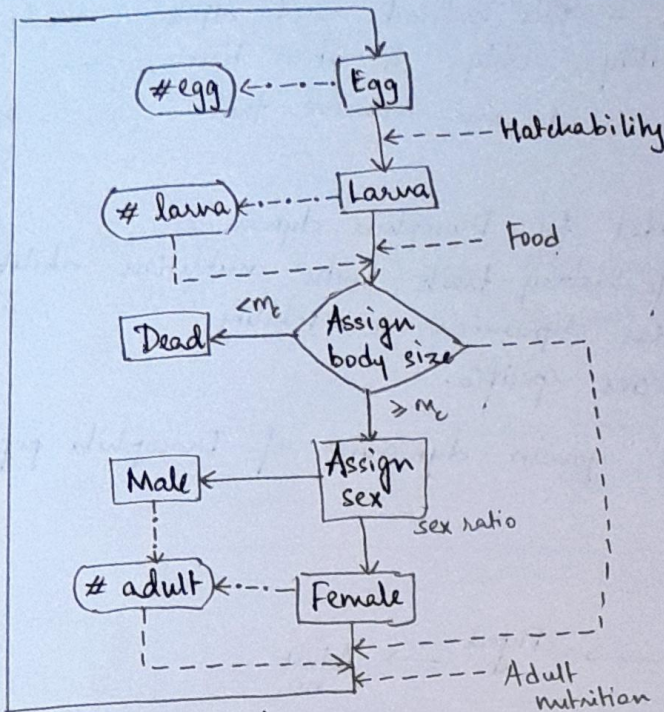 Egg
# egg
Hatchability
Larva
# larva
Food
< m_c
Dead
Assign
body size
≥ m_c
Assign
sex
Male
sex ratio
# adult
Female
Adult
nutrition